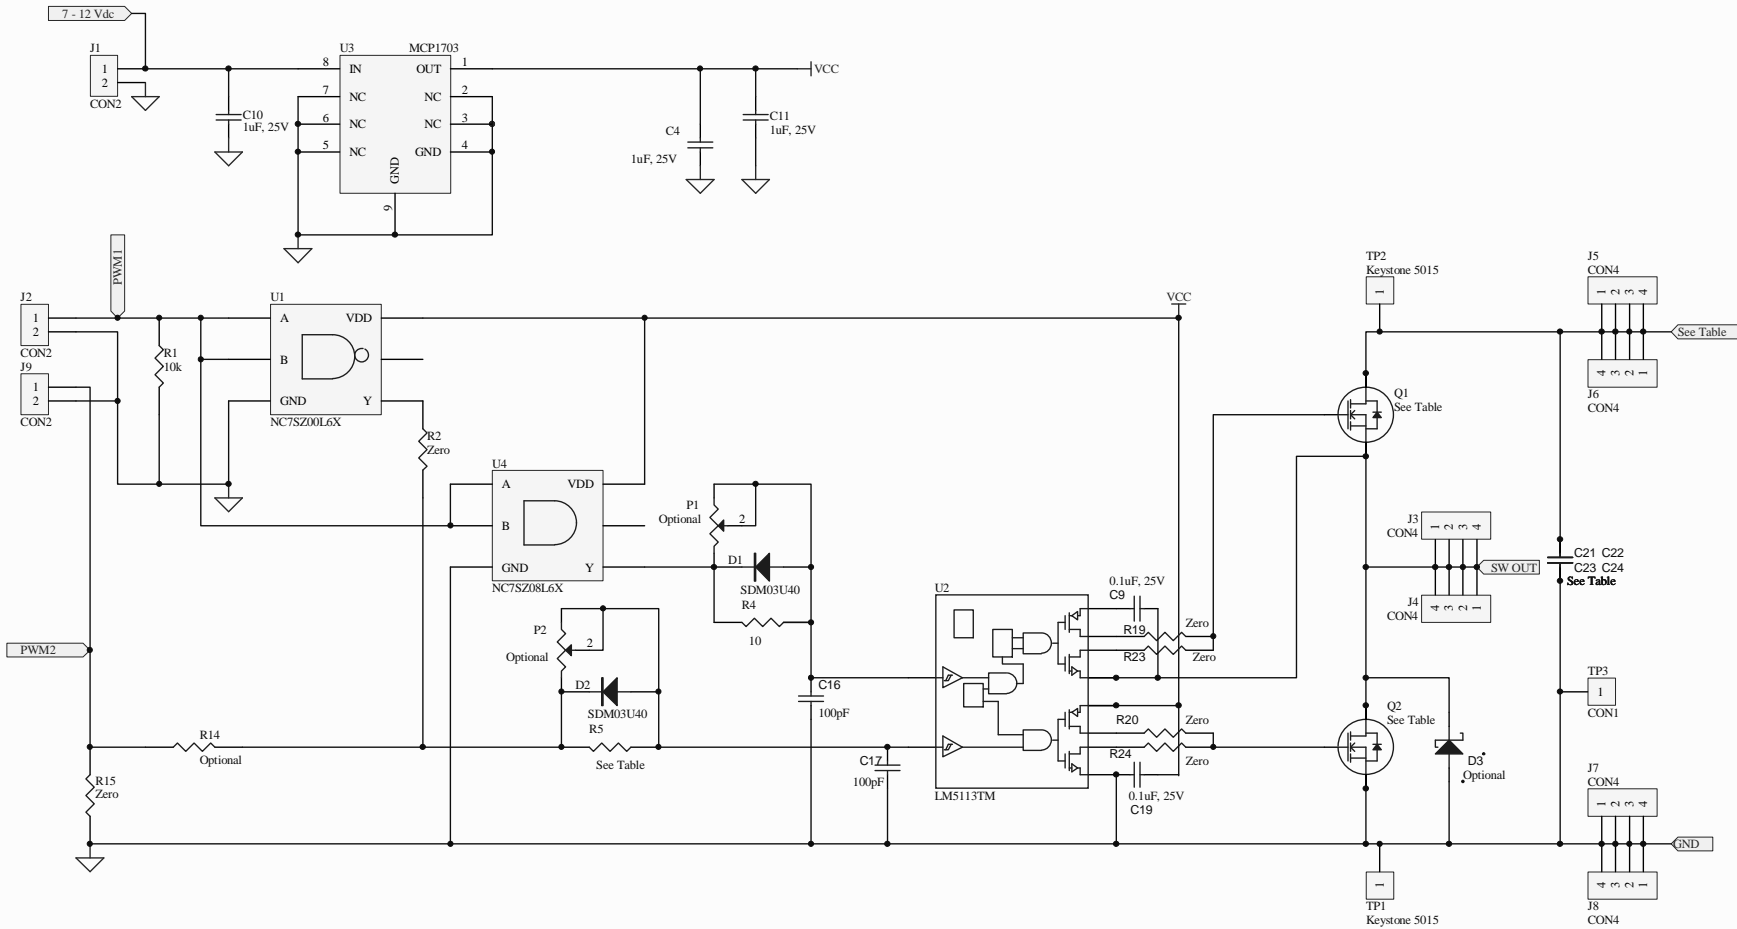 7 - 12 Vdc
J1
1
2
CON2
C10
1uF, 25V
U3
MCP1703
8
IN
OUT
1
7
NC
NC
2
6
NC
NC
3
5
NC
GND
4
GND
9
C4
1uF, 25V
C11
1uF, 25V
VCC
PWM1
J2
1
2
CON2
J9
1
2
CON2
R1
10k
U1
A
VDD
B
GND
Y
NC7SZ00L6X
R2
Zero
U4
A
VDD
B
GND
Y
NC7SZ08L6X
P1
Optional
2
D1
SDM03U40
R4
10
P2
Optional
2
D2
SDM03U40
R5
See Table
PWM2
R14
Optional
R15
Zero
C16
100pF
C17
100pF
U2
LM5113TM
0.1uF, 25V
C9
R19
Zero
R23
Zero
R20
Zero
R24
Zero
0.1uF, 25V
C19
VCC
TP2
Keystone 5015
1
Q1
See Table
J5
CON4
1 2 3 4
See Table
4 3 2 1
J6
CON4
J3
CON4
1 2 3 4
SW OUT
J4
CON4
4 3 2 1
C21 C22
C23 C24
See Table
TP3
1
CON1
Q2
See Table
D3
Optional
J7
CON4
1 2 3 4
GND
4 3 2 1
J8
CON4
1
TP1
Keystone 5015